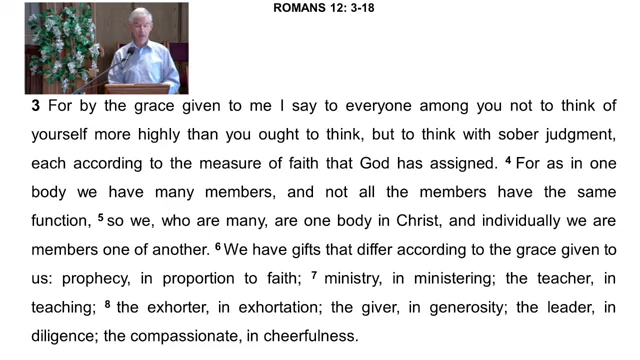 ROMANS 12: 3-18
3 For by the grace given to me I say to everyone among you not to think of
yourself more highly than you ought to think, but to think with sober judgment,
each according to the measure of faith that God has assigned. 4 For as in one
body we have many members, and not all the members have the same
function, 5 so we, who are many, are one body in Christ, and individually we are
members one of another. 6 We have gifts that differ according to the grace given to
us: prophecy, in proportion to faith; 7 ministry, in ministering; the teacher, in
teaching; 8 the exhorter, in exhortation; the giver, in generosity; the leader, in
diligence; the compassionate, in cheerfulness.